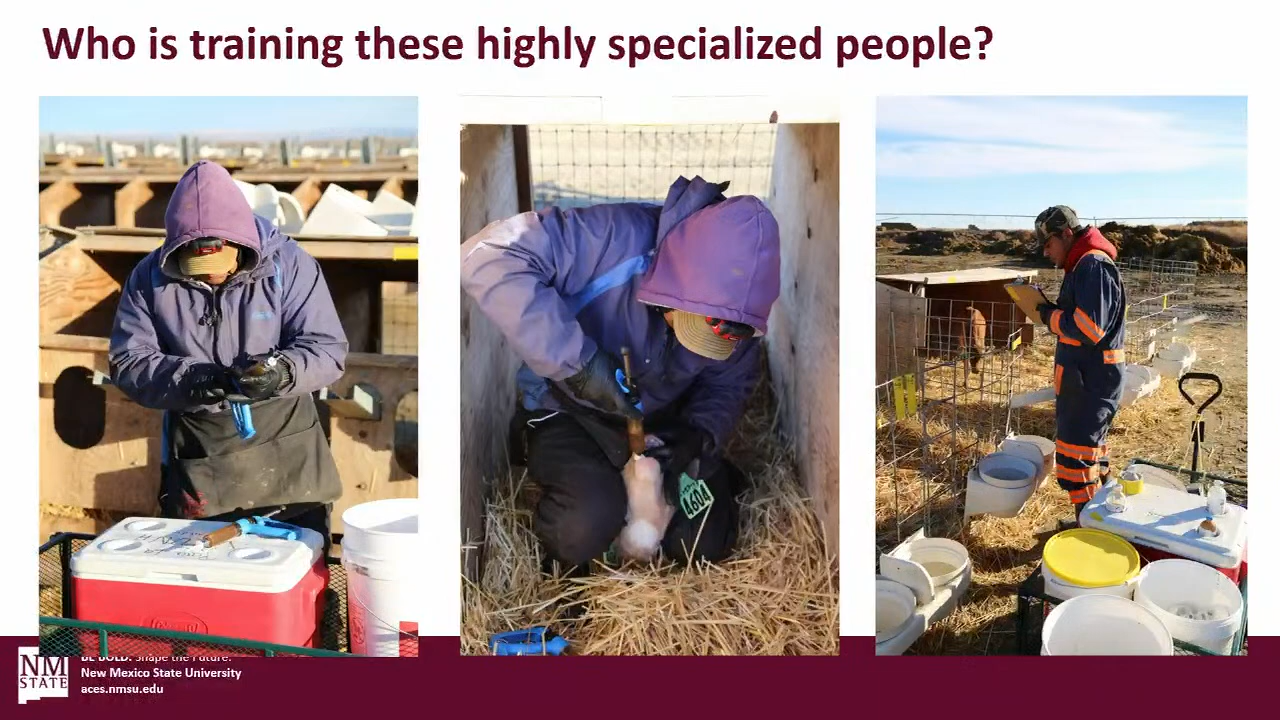 Who is training these highly specialized people?
4604
NM
STATE
BE BOLD. Shape the Future.
New Mexico State University
aces.nmsu.edu